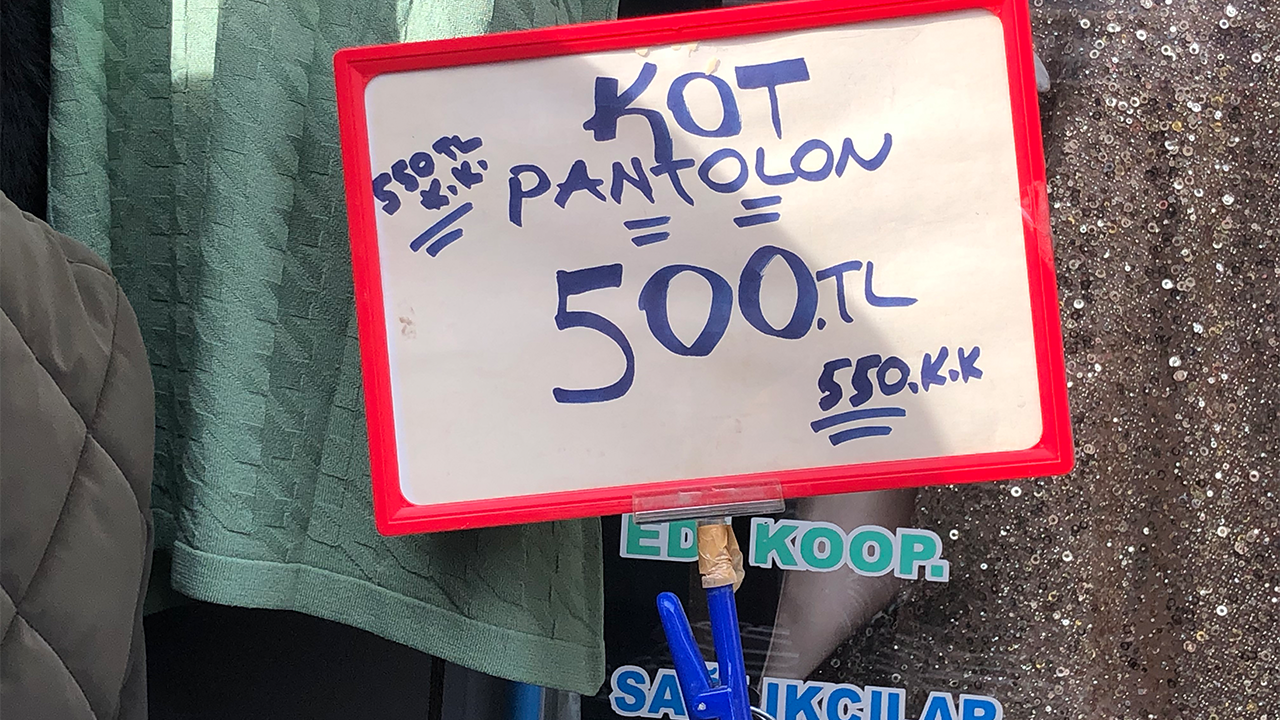 KOT
PANTOLON
550 TL
K.K.
500.TL
550.K.K
KOOP.